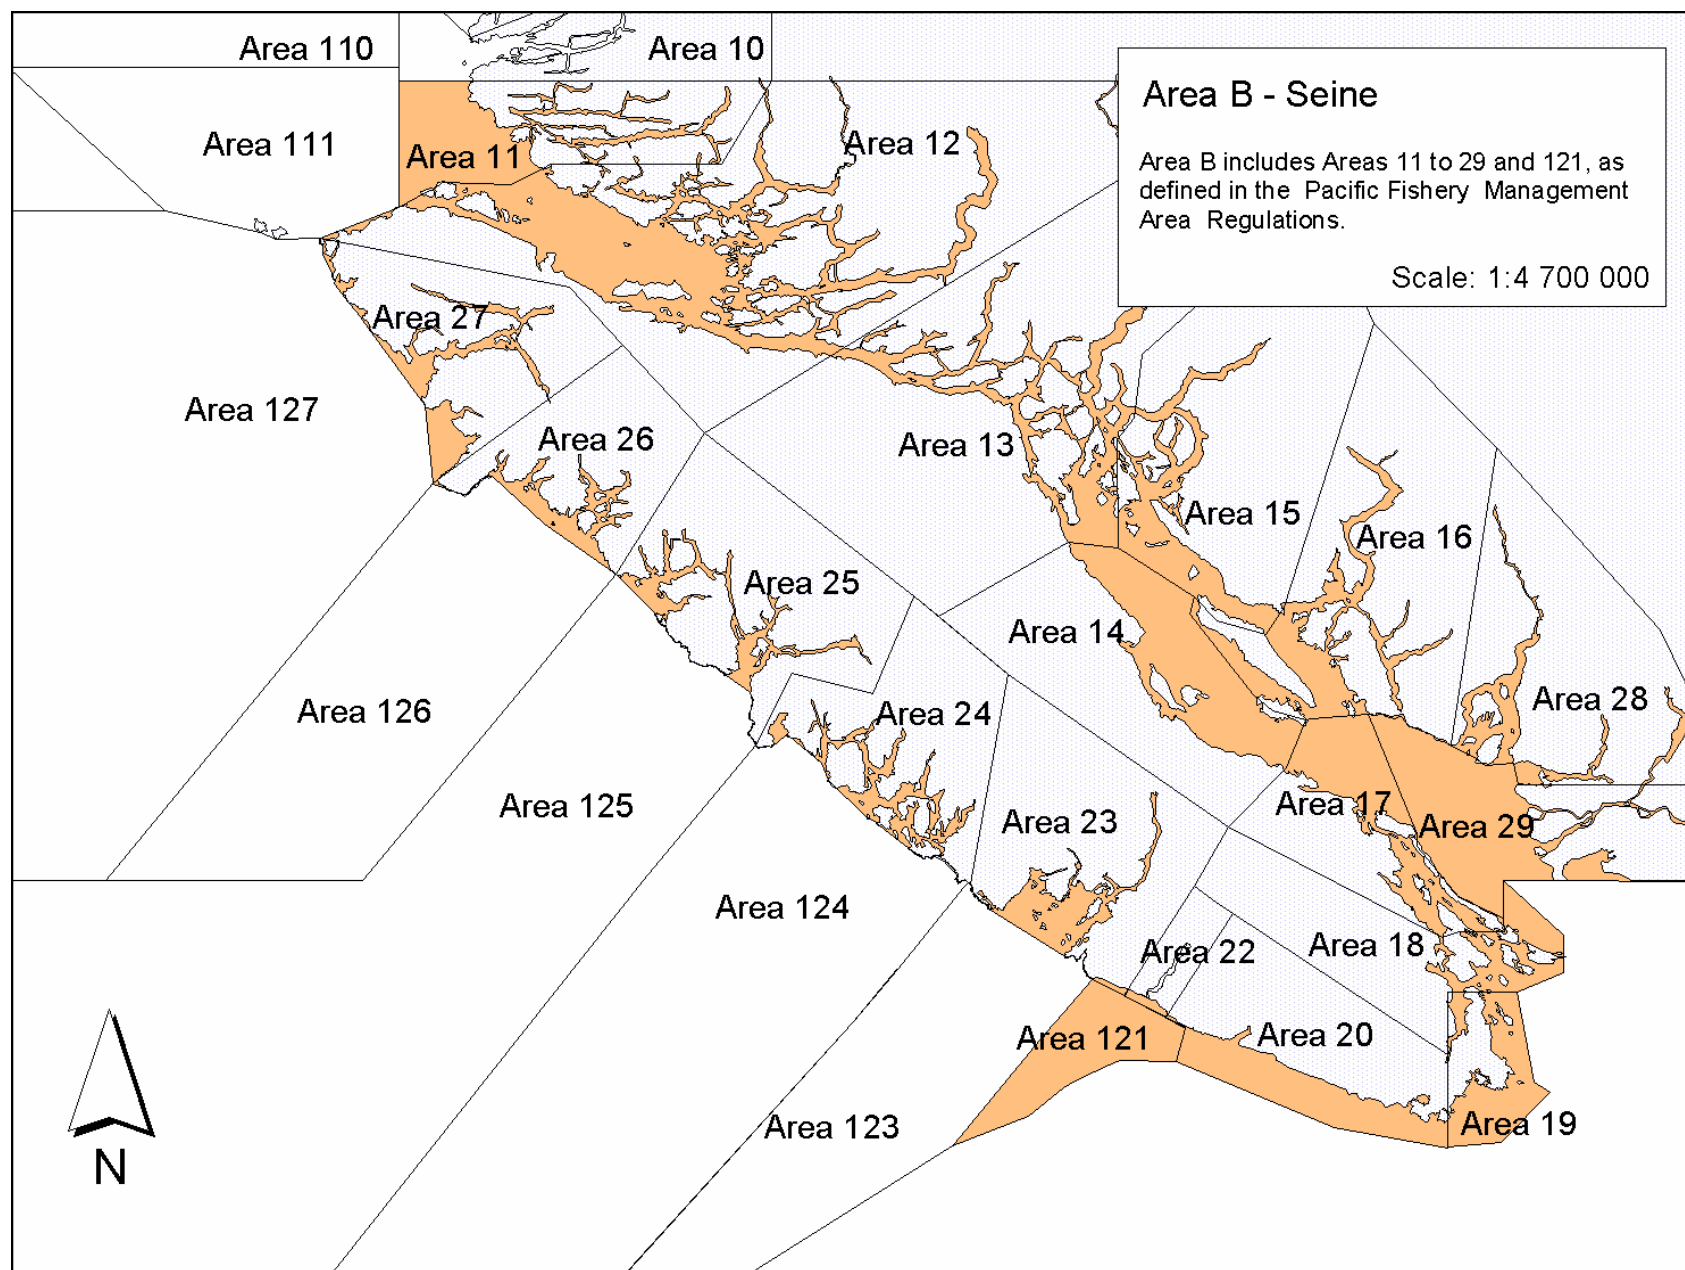 Area 110
Area 10
Area B - Seine
Area B includes Areas 11 to 29 and 121, as
defined in the Pacific Fishery Management
Area Regulations.
Scale: 1:4 700 000
Area 111
Area 11
Area 12
Area 27
Area 127
Area 26
Area 13
Area 15
Area 16
Area 25
Area 14
Area 126
Area 24
Area 28
Area 125
Area 23
Area 17
Area 29
Area 124
Area 22
Area 18
Area 121
Area 20
Area 123
Area 19
N